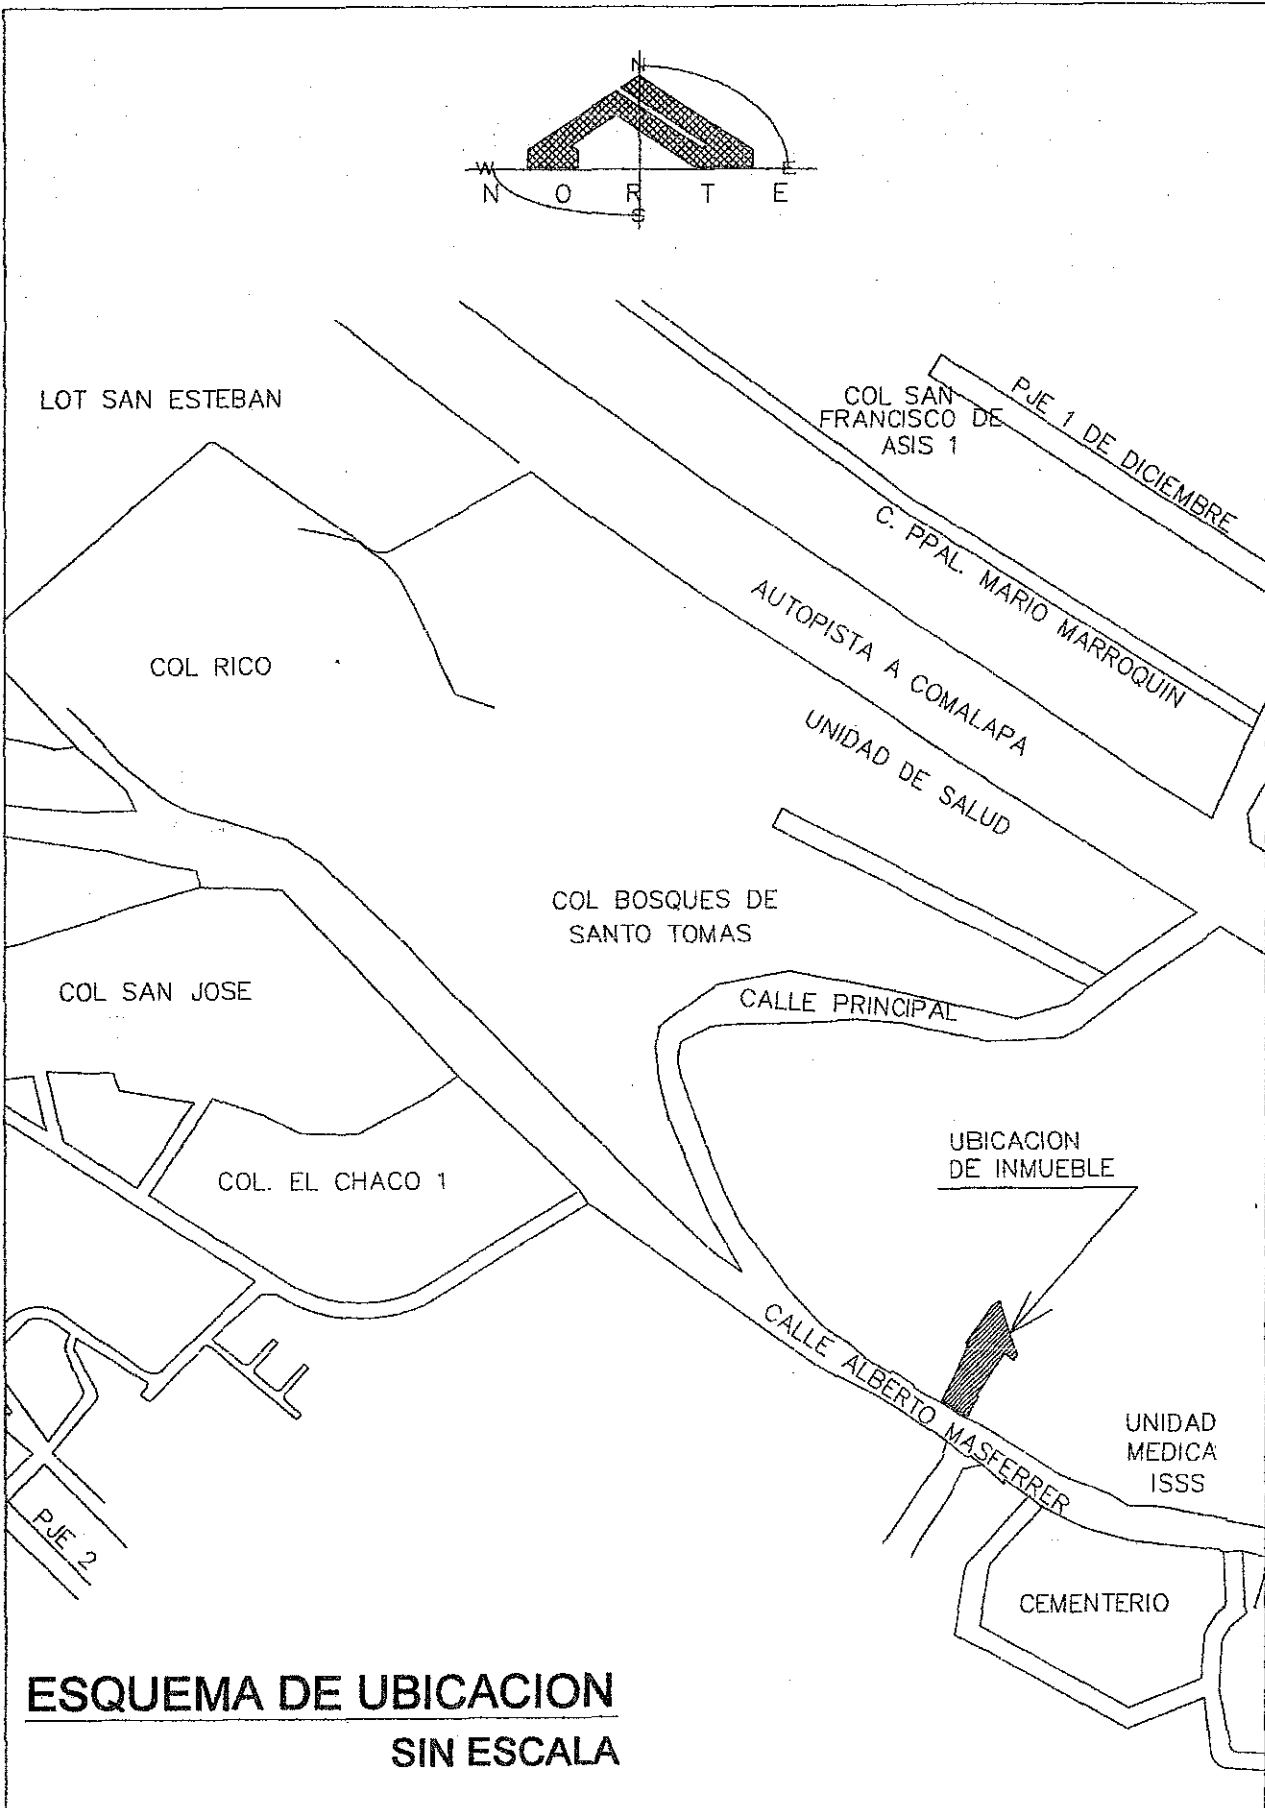 N
W E
N O R T E
S
LOT SAN ESTEBAN
COL SAN
FRANCISCO DE
ASIS 1
PJE 1 DE DICIEMBRE
C. PPAL. MARIO MARROQUIN
AUTOPISTA A COMALAPA
COL RICO
UNIDAD DE SALUD
COL BOSQUES DE
SANTO TOMAS
COL SAN JOSE
CALLE PRINCIPAL
UBICACION
DE INMUEBLE
COL. EL CHACO 1
CALLE ALBERTO MASFERRER
UNIDAD
MEDICA
ISSS
PJE 2
CEMENTERIO
ESQUEMA DE UBICACION
SIN ESCALA